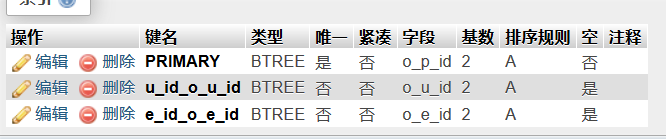 操作 键名 类型 唯一 紧凑 字段 基数 排序规则 空 注释
编辑 删除 PRIMARY BTREE 是 否 o_p_id 2 A 否
编辑 删除 u_id_o_u_id BTREE 否 否 o_u_id 2 A 是
编辑 删除 e_id_o_e_id BTREE 否 否 o_e_id 2 A 是